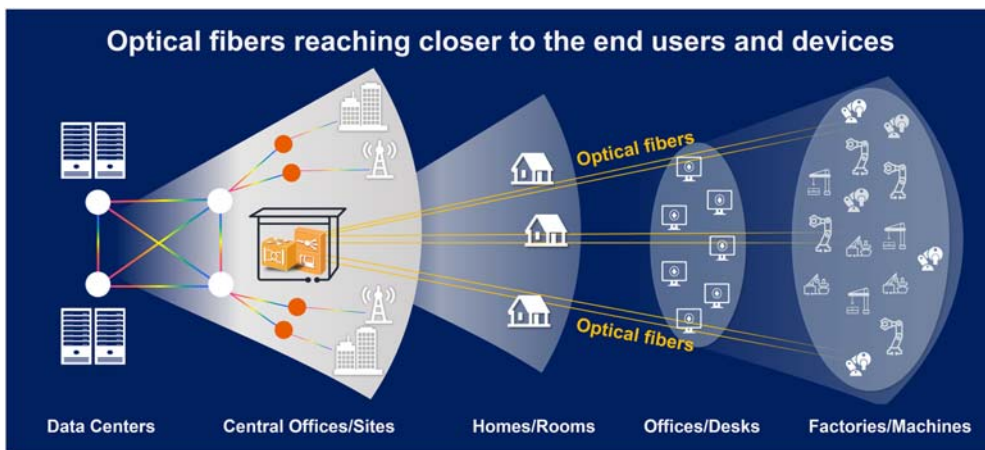 Optical fibers reaching closer to the end users and devices
Optical fibers
Optical fibers
Data Centers
Central Offices/Sites
Homes/Rooms
Offices/Desks
Factories/Machines